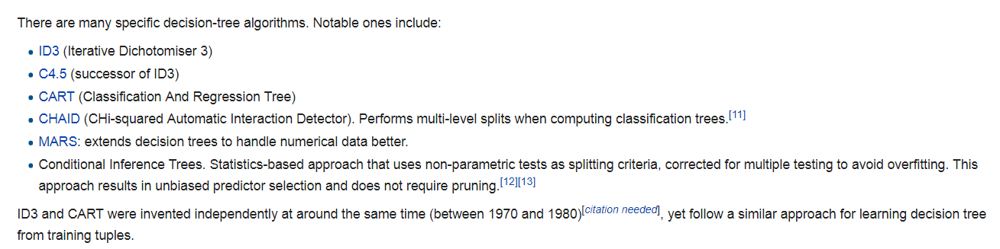 There are many specific decision-tree algorithms. Notable ones include:
• ID3 (Iterative Dichotomiser 3)
• C4.5 (successor of ID3)
• CART (Classification And Regression Tree)
• CHAID (CHi-squared Automatic Interaction Detector). Performs multi-level splits when computing classification trees.[11]
• MARS: extends decision trees to handle numerical data better.
• Conditional Inference Trees. Statistics-based approach that uses non-parametric tests as splitting criteria, corrected for multiple testing to avoid overfitting. This
approach results in unbiased predictor selection and does not require pruning.[12][13]
ID3 and CART were invented independently at around the same time (between 1970 and 1980)[citation needed], yet follow a similar approach for learning decision tree
from training tuples.